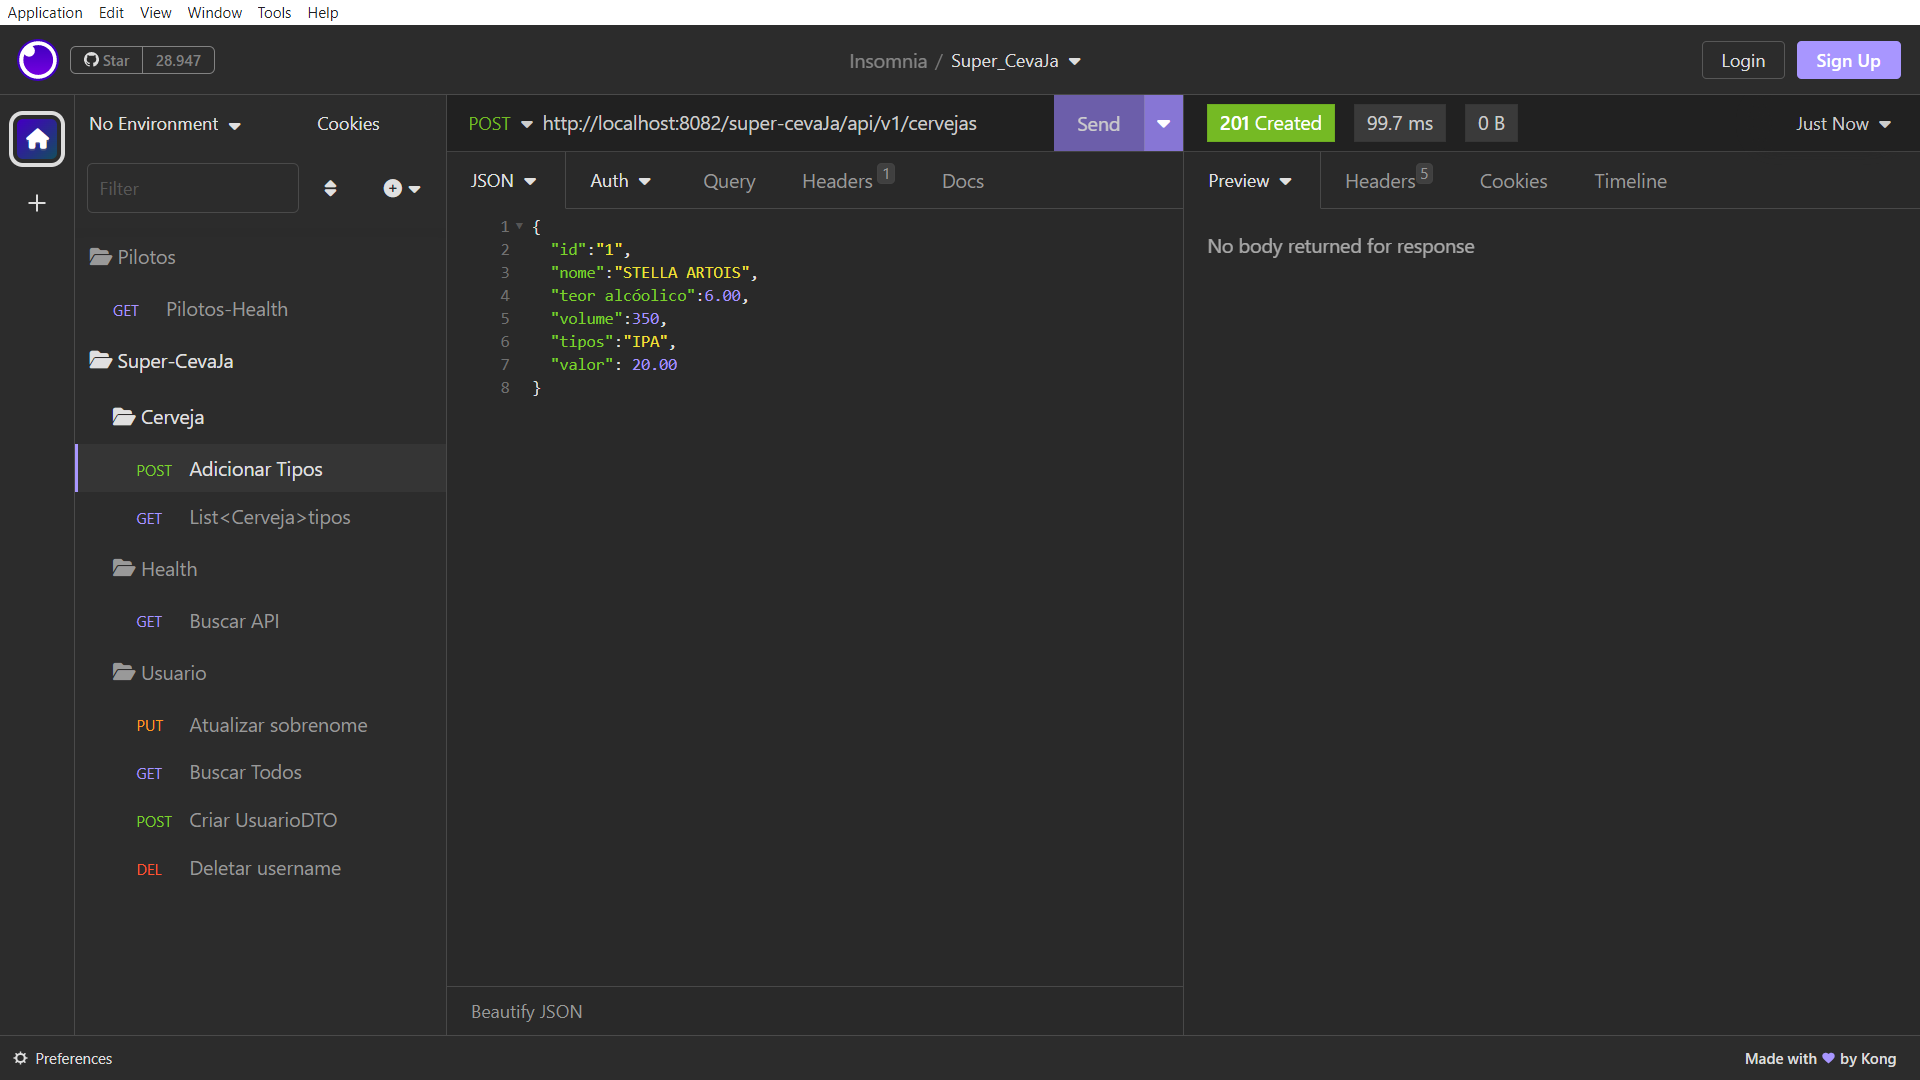 Application Edit View Window Tools Help
Star 28.947
Insomnia / Super_CevaJa
Login Sign Up
No Environment Cookies
Filter
Pilotos
GET Pilotos-Health
Super-CevaJa
Cerveja
POST Adicionar Tipos
GET List<Cerveja>tipos
Health
GET Buscar API
Usuario
PUT Atualizar sobrenome
GET Buscar Todos
POST Criar UsuarioDTO
DEL Deletar username
POST http://localhost:8082/super-cevaJa/api/v1/cervejas Send
JSON Auth Query Headers 1 Docs
1 {
2 "id":"1",
3 "nome":"STELLA ARTOIS",
4 "teor alcóolico":6.00,
5 "volume":350,
6 "tipos":"IPA",
7 "valor": 20.00
8 }
Beautify JSON
201 Created 99.7 ms 0 B Just Now
Preview Headers 5 Cookies Timeline
No body returned for response
Preferences
Made with by Kong